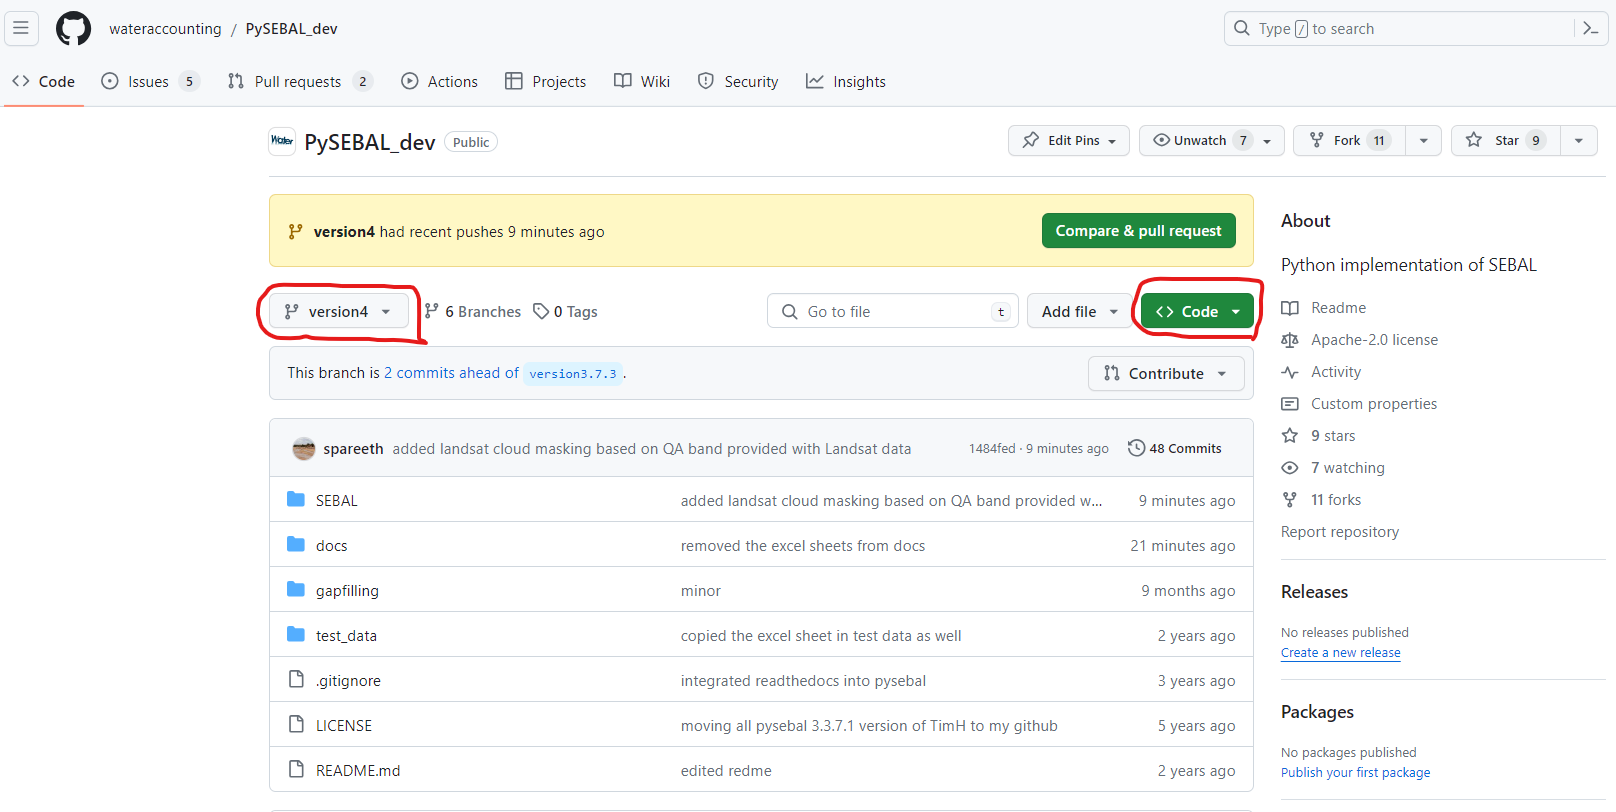 wateraccounting / PySEBAL_dev
Type / to search
Code
Issues 5
Pull requests 2
Actions
Projects
Wiki
Security
Insights
Water
PySEBAL_dev Public
Edit Pins
Unwatch 7
Fork 11
Star 9
version4 had recent pushes 9 minutes ago
Compare & pull request
version4
6 Branches
0 Tags
Go to file t
Add file
Code
This branch is 2 commits ahead of version3.7.3.
Contribute
spareeth added landsat cloud masking based on QA band provided with Landsat data 1484fed · 9 minutes ago 48 Commits
SEBAL added landsat cloud masking based on QA band provided w... 9 minutes ago
docs removed the excel sheets from docs 21 minutes ago
gapfilling minor 9 months ago
test_data copied the excel sheet in test data as well 2 years ago
.gitignore integrated readthedocs into pysebal 3 years ago
LICENSE moving all pysebal 3.3.7.1 version of TimH to my github 5 years ago
README.md edited redme 2 years ago
About
Python implementation of SEBAL
Readme
Apache-2.0 license
Activity
Custom properties
9 stars
7 watching
11 forks
Report repository
Releases
No releases published
Create a new release
Packages
No packages published
Publish your first package